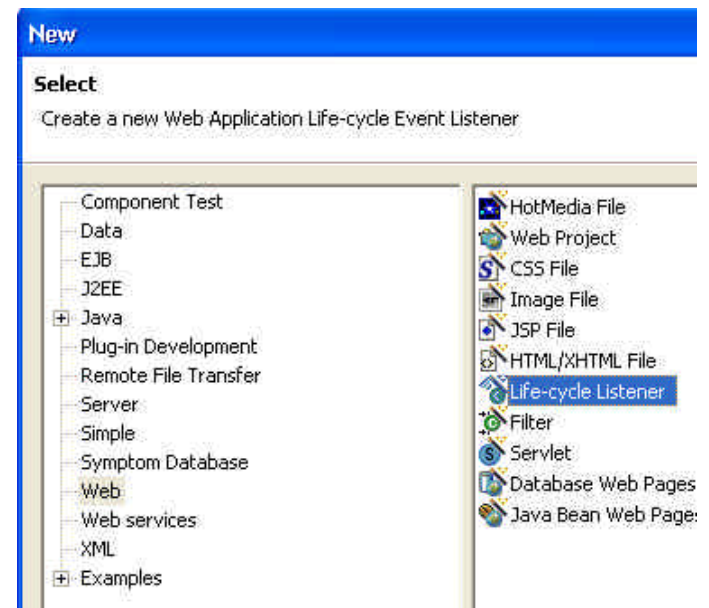 New
Select
Create a new Web Application Life-cycle Event Listener
Component Test
Data
EJB
J2EE
Java
Plug-in Development
Remote File Transfer
Server
Simple
Symptom Database
Web
Web services
XML
Examples
HotMedia File
Web Project
CSS File
Image File
JSP File
HTML/XHTML File
Life-cycle Listener
Filter
Servlet
Database Web Pages
Java Bean Web Pages